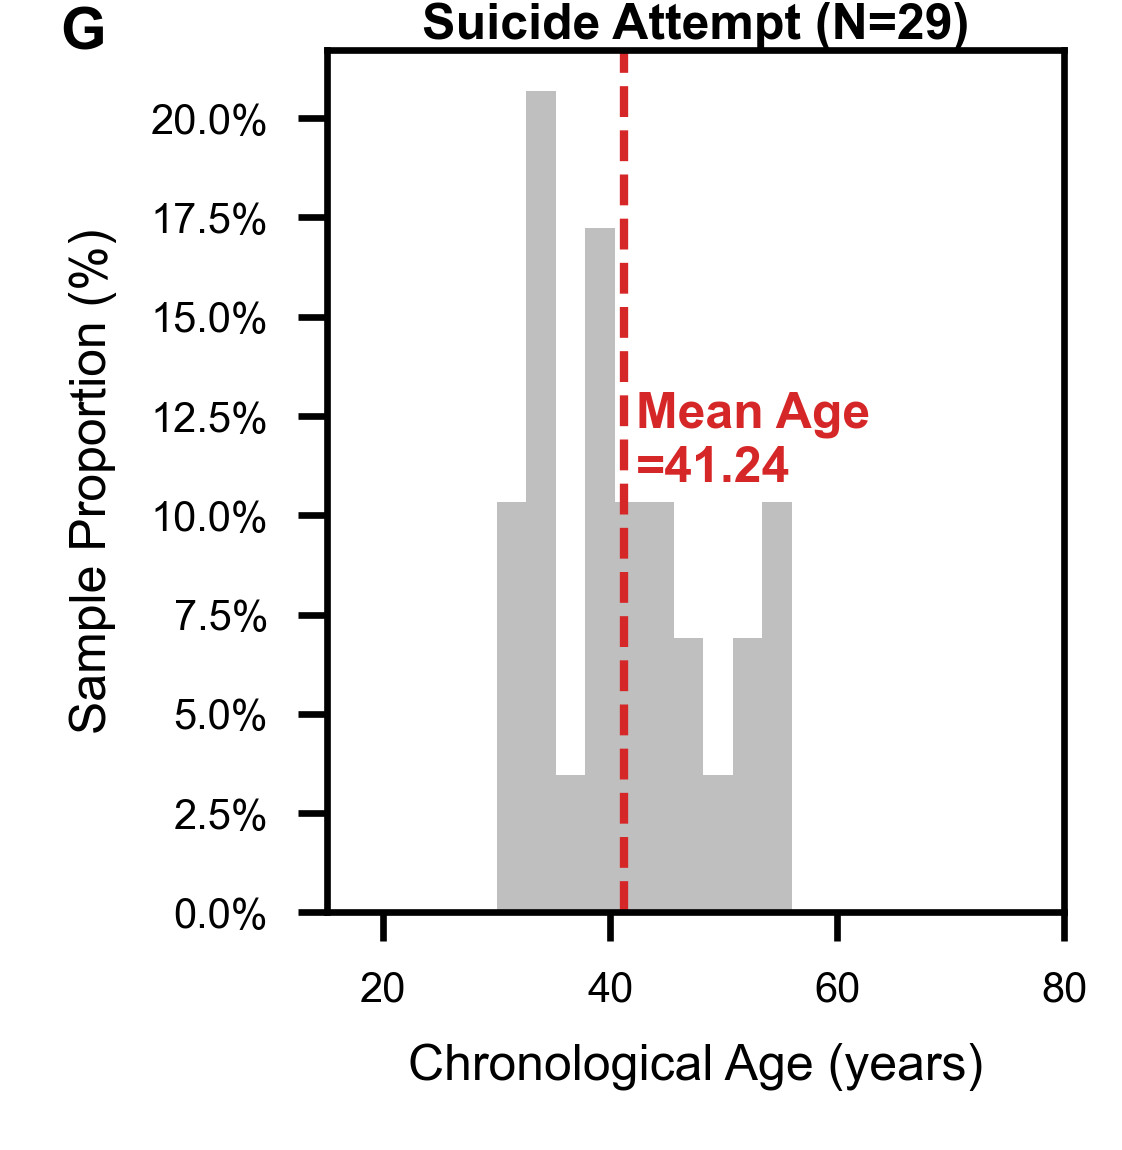 G
Suicide Attempt (N=29)
20.0%
17.5%
15.0%
12.5%
10.0%
7.5%
5.0%
2.5%
0.0%
Sample Proportion (%)
Mean Age
=41.24
20 40 60 80
Chronological Age (years)